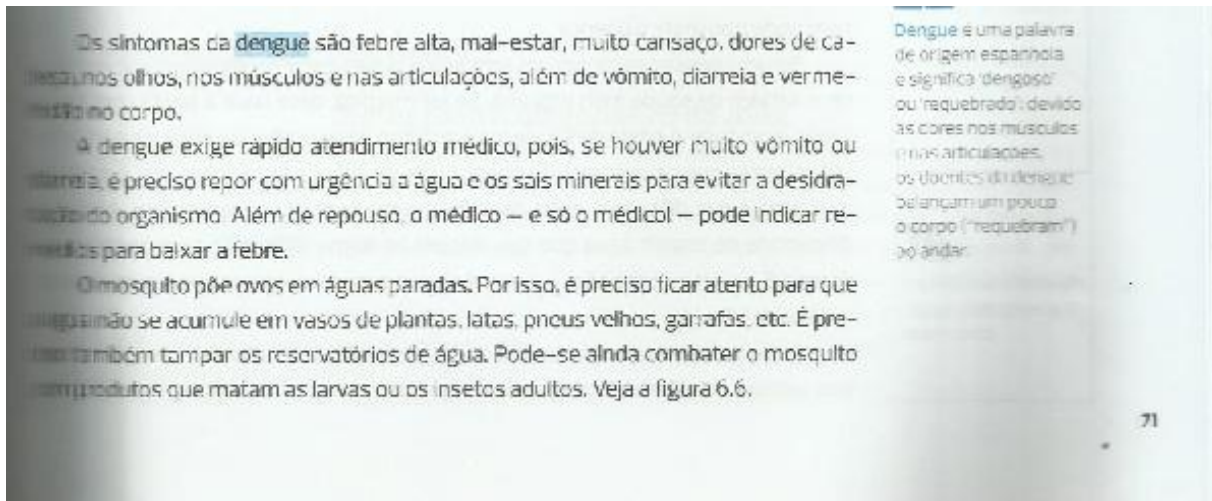 Os sintomas da dengue são febre alta, mal-estar, muito cansaço, dores de ca-
nos olhos, nos músculos e nas articulações, além de vômito, diarreia e verme-
no corpo.
A dengue exige rápido atendimento médico, pois, se houver muito vômito ou
diarreia, é preciso repor com urgência a água e os sais minerais para evitar a desidra-
tação do organismo. Além de repouso, o médico — e só o médico! — pode indicar re-
médios para baixar a febre.
O mosquito põe ovos em águas paradas. Por isso, é preciso ficar atento para que
não se acumule em vasos de plantas, latas, pneus velhos, garrafas, etc. É pre-
também tampar os reservatórios de água. Pode-se ainda combater o mosquito
com produtos que matam as larvas ou os insetos adultos. Veja a figura 6.6.
Dengue é uma palavra
de origem espanhola
e significa 'dengoso'
ou 'requebrado': devido
às dores nos músculos
e nas articulações,
os doentes da dengue
balançam um pouco
o corpo ("requebram")
ao andar.
71